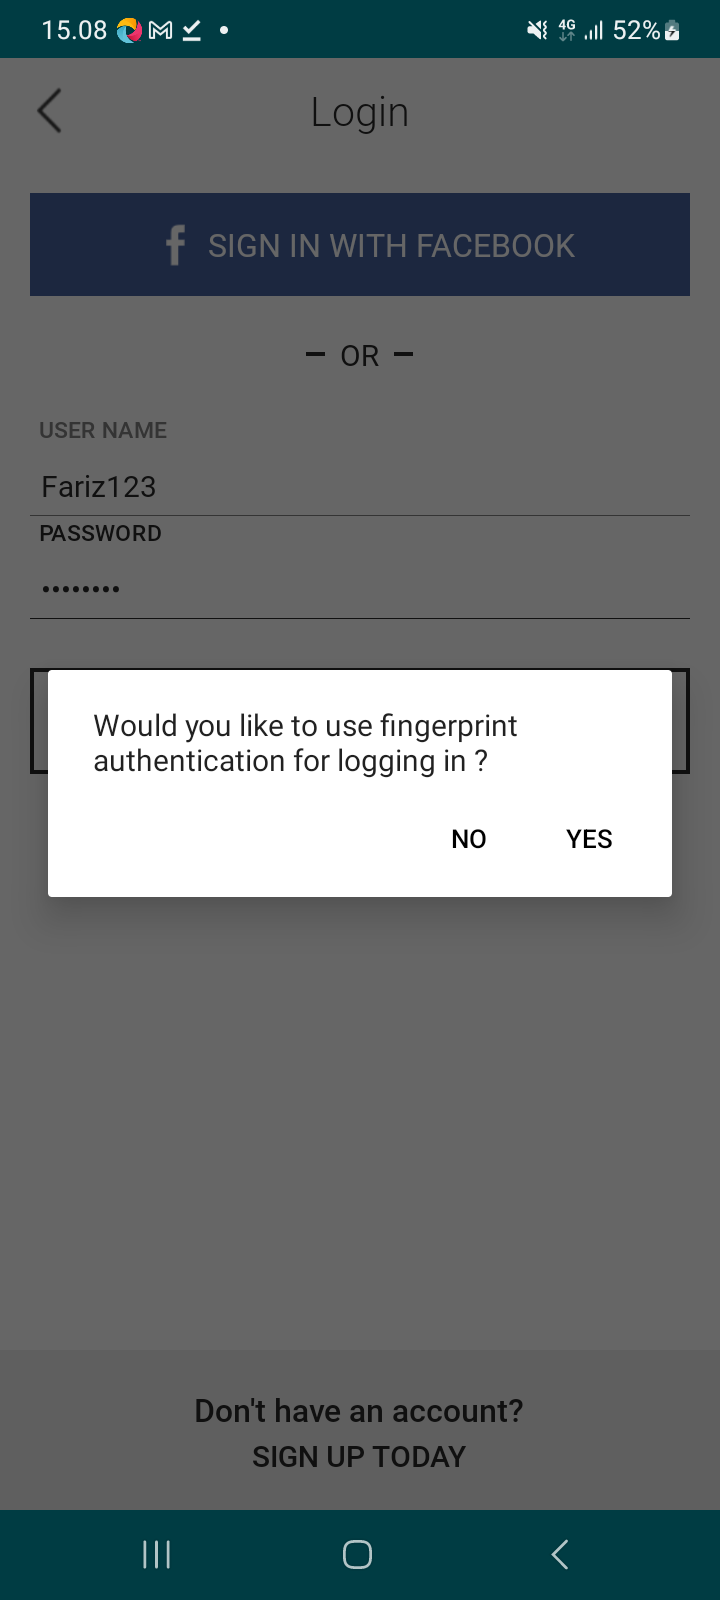 15.08
4G
52%
Login
SIGN IN WITH FACEBOOK
– OR –
USER NAME
Fariz123
PASSWORD
••••••••
Would you like to use fingerprint
authentication for logging in ?
NO YES
Don't have an account?
SIGN UP TODAY